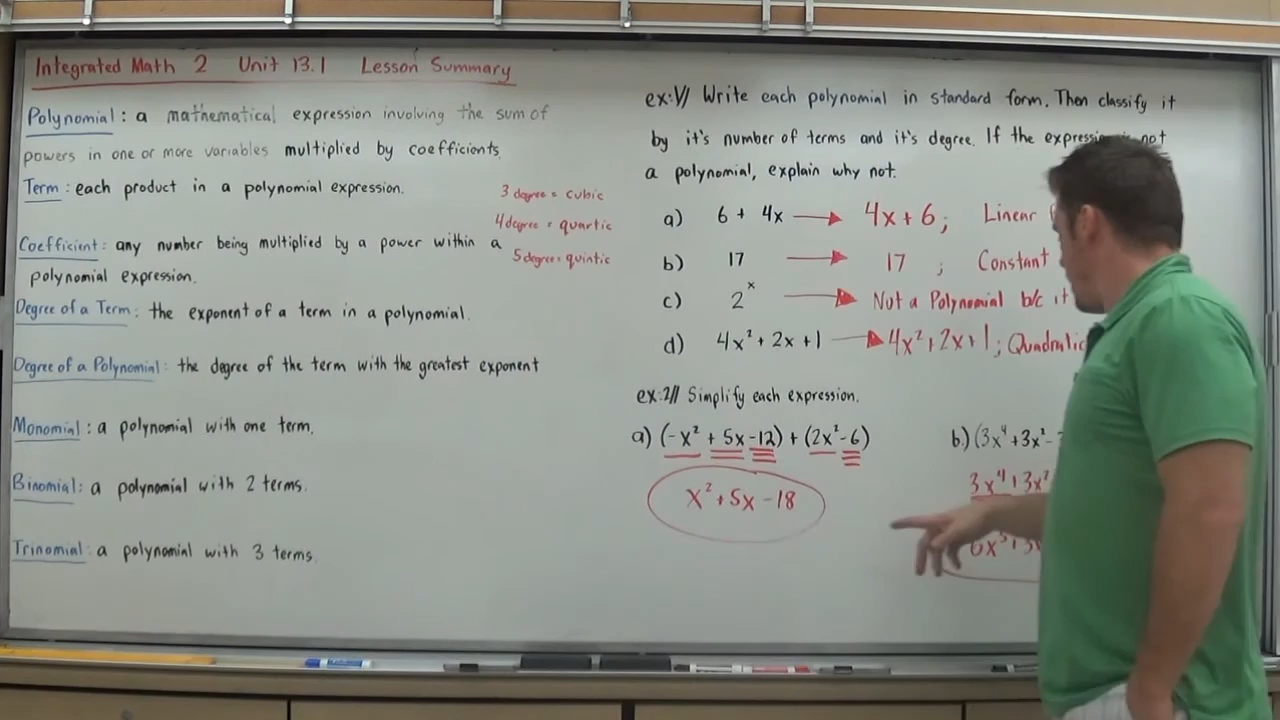 Integrated Math 2 Unit 13.1 Lesson Summary
Polynomial: a mathematical expression involving the sum of
powers in one or more variables multiplied by coefficients.
Term: each product in a polynomial expression.
3 degree = cubic
4 degree = quartic
5 degree = quintic
Coefficient: any number being multiplied by a power within a
polynomial expression.
Degree of a Term: the exponent of a term in a polynomial.
Degree of a Polynomial: the degree of the term with the greatest exponent
Monomial: a polynomial with one term.
Binomial: a polynomial with 2 terms.
Trinomial: a polynomial with 3 terms.
ex:1// Write each polynomial in standard form. Then classify it
by it's number of terms and it's degree. If the expression is not
a polynomial, explain why not.
a) 6 + 4x → 4x + 6; Linear
b) 17 → 17 ; Constant
c) 2^x → Not a Polynomial b/c it
d) 4x² + 2x + 1 → 4x² + 2x + 1; Quadratic
ex:2// Simplify each expression.
a) (-x² + 5x - 12) + (2x² - 6)
x² + 5x - 18
b.) (3x⁴ + 3x² -
3x⁴ + 3x²